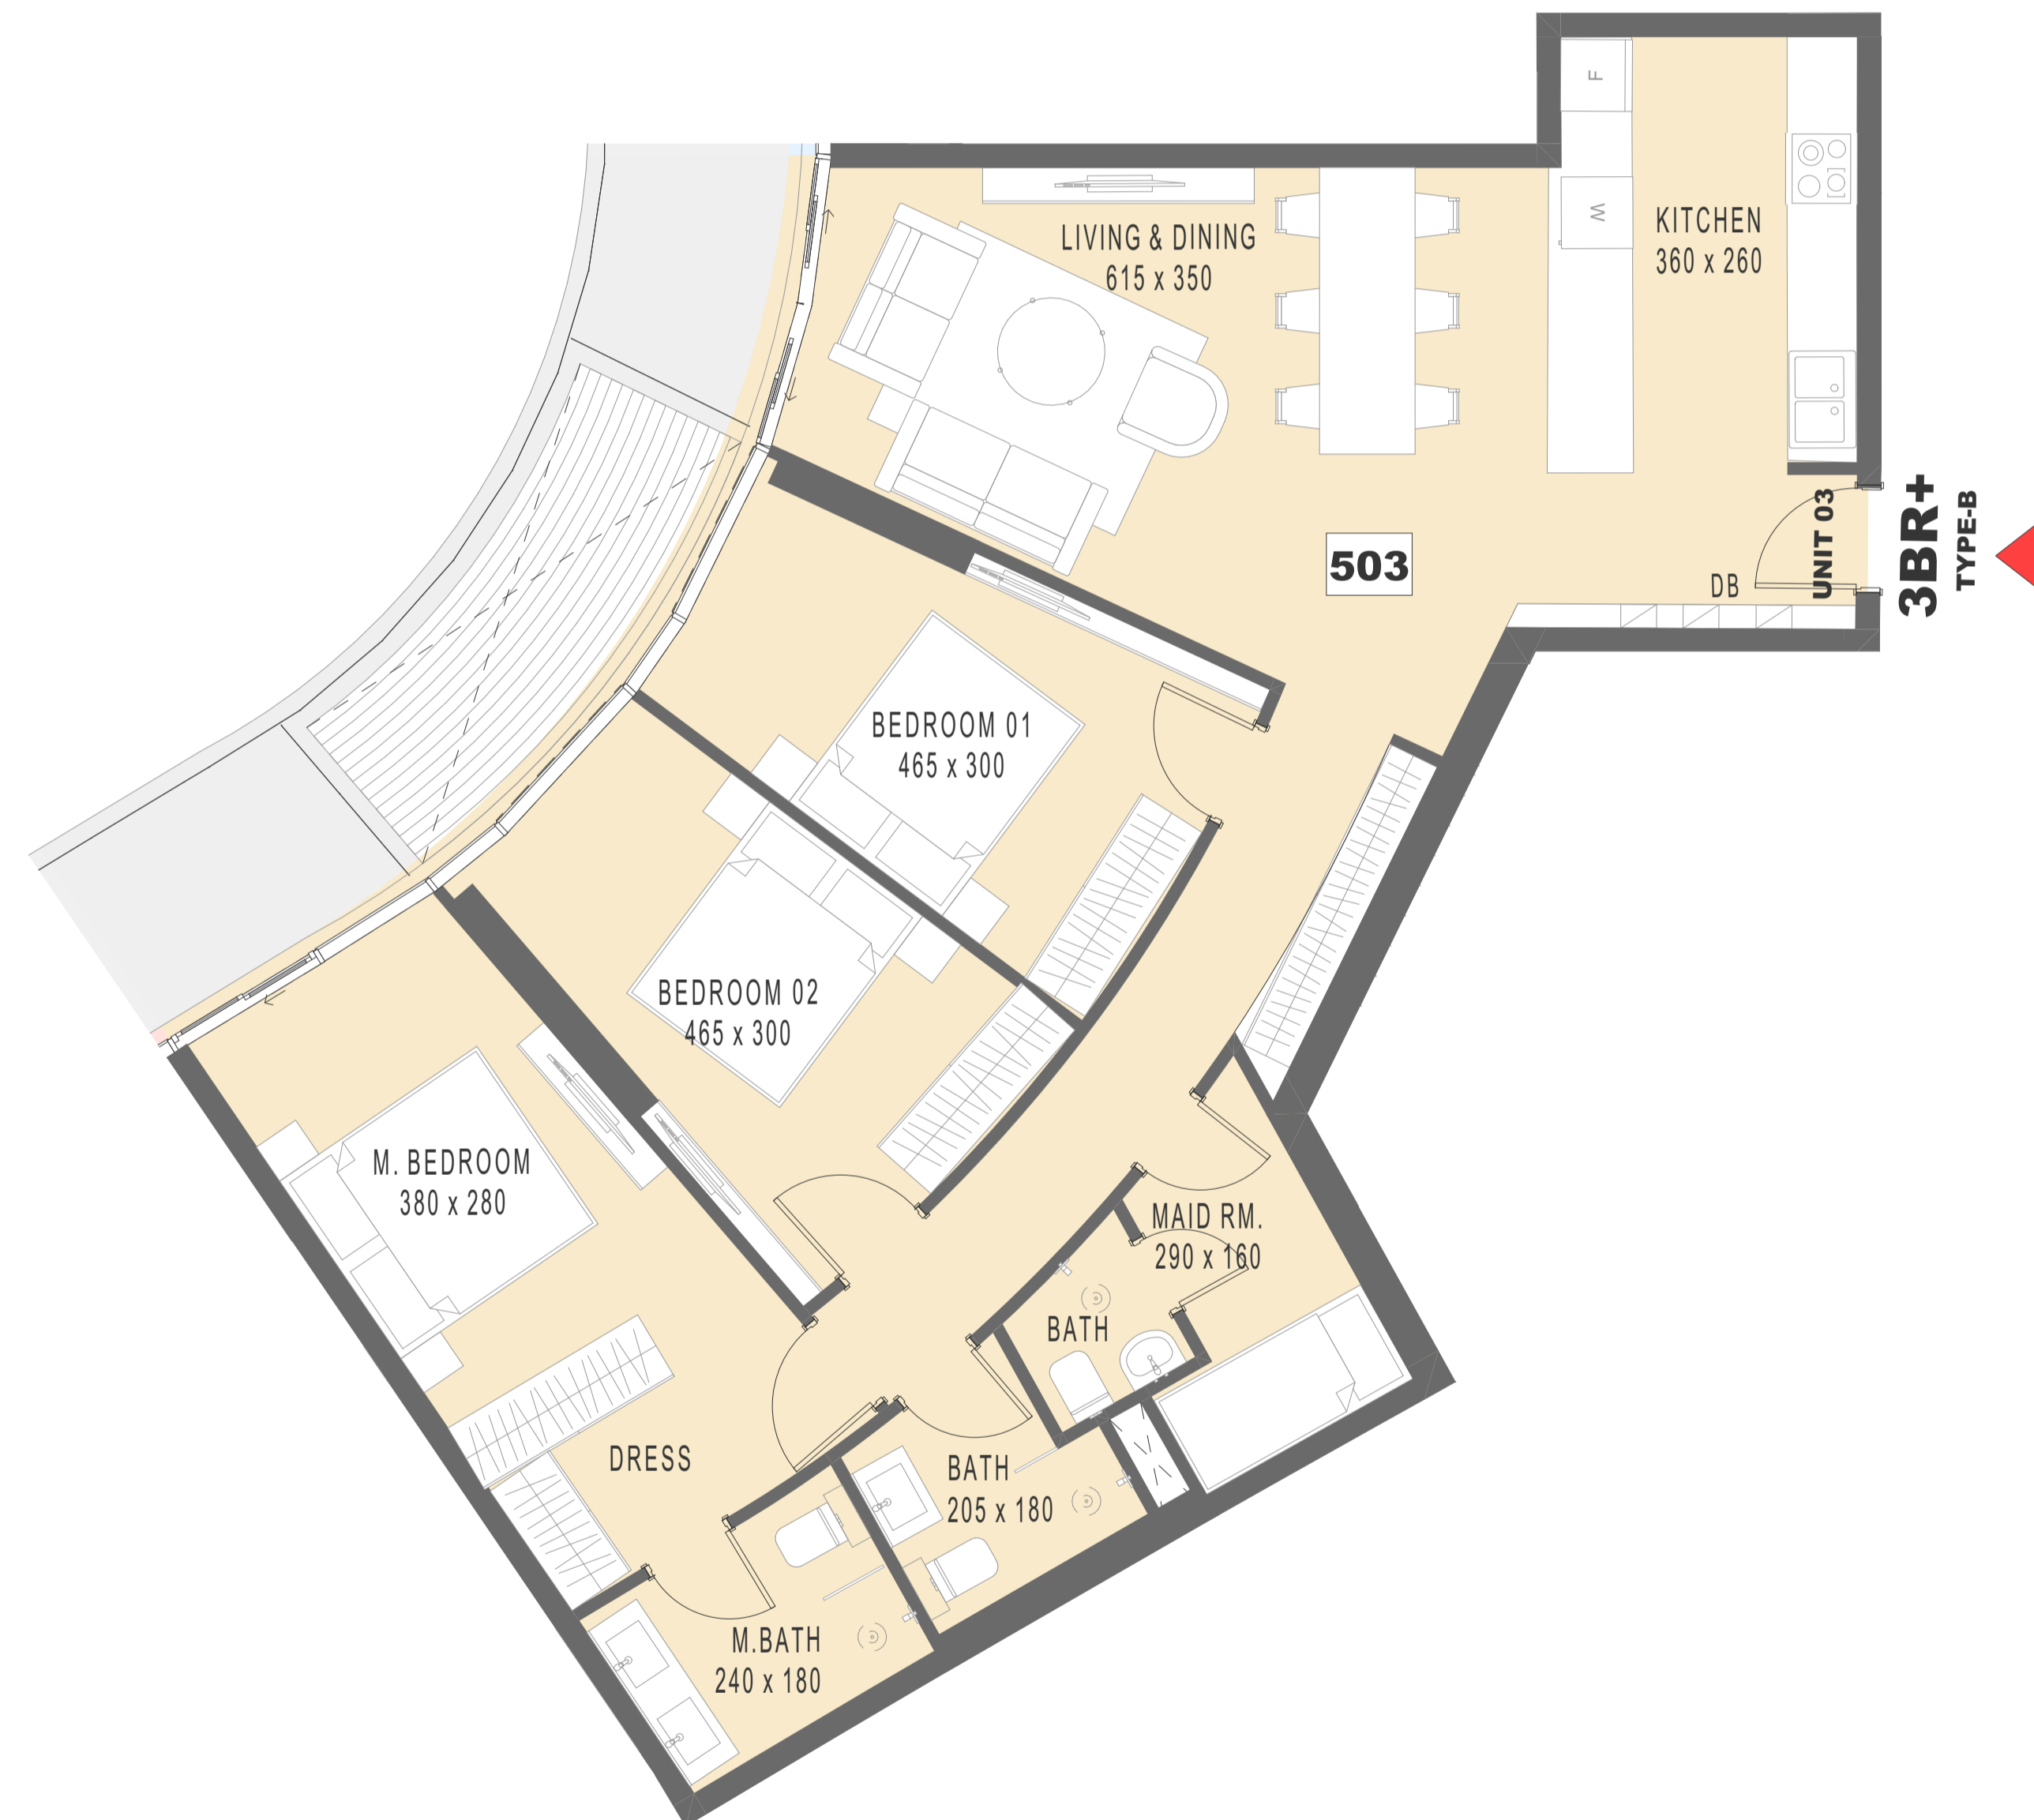 F
W
KITCHEN
360 x 260
LIVING & DINING
615 x 350
503
DB
UNIT 03
3BR+
TYPE-B
BEDROOM 01
465 x 300
BEDROOM 02
465 x 300
M. BEDROOM
380 x 280
MAID RM.
290 x 160
BATH
DRESS
BATH
205 x 180
M.BATH
240 x 180